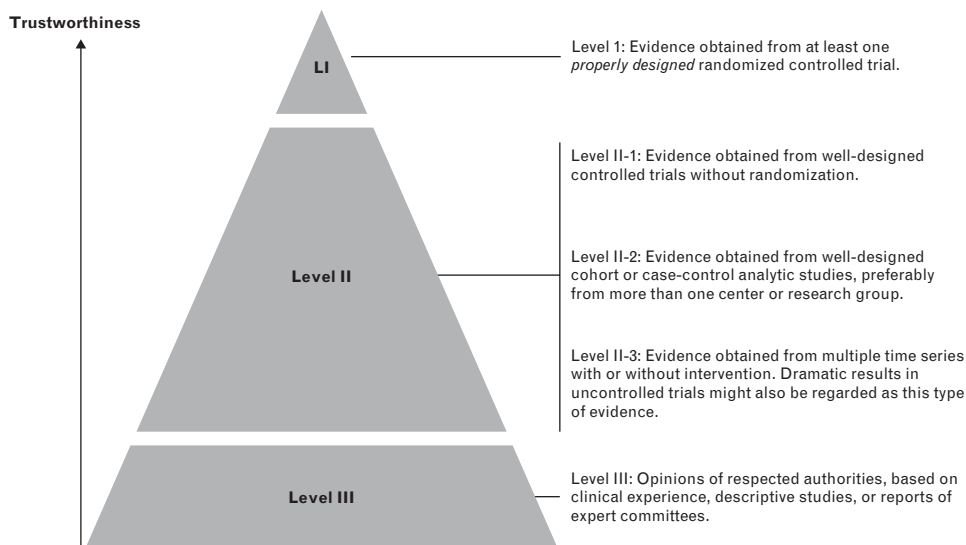 Trustworthiness
LI
Level 1: Evidence obtained from at least one
properly designed randomized controlled trial.
Level II-1: Evidence obtained from well-designed
controlled trials without randomization.
Level II
Level II-2: Evidence obtained from well-designed
cohort or case-control analytic studies, preferably
from more than one center or research group.
Level II-3: Evidence obtained from multiple time series
with or without intervention. Dramatic results in
uncontrolled trials might also be regarded as this type
of evidence.
Level III
Level III: Opinions of respected authorities, based on
clinical experience, descriptive studies, or reports of
expert committees.